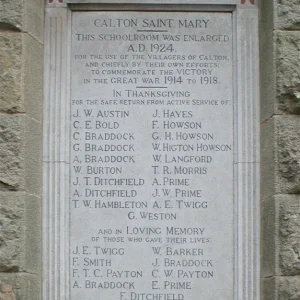 CALTON SAINT MARY
THIS SCHOOLROOM WAS ENLARGED
A.D. 1924.
FOR THE USE OF THE VILLAGERS OF CALTON,
AND CHIEFLY BY THEIR OWN EFFORTS,
TO COMMEMORATE THE VICTORY
IN THE GREAT WAR 1914 TO 1918.
IN THANKSGIVING
FOR THE SAFE RETURN FROM ACTIVE SERVICE OF
J. W. AUSTIN J. HAYES
C. E. BOLD F. HOWSON
C. BRADDOCK G. H. HOWSON
G. BRADDOCK W. HIGTON HOWSON
A. BRADDOCK W. LANGFORD
W. BURTON T. R. MORRIS
J. T. DITCHFIELD A. PRIME
A. DITCHFIELD J. W. PRIME
T. W. HAMBLETON A. E. TWIGG
G. WESTON
AND IN LOVING MEMORY
OF THOSE WHO GAVE THEIR LIVES
J. E. TWIGG W. BARKER
F. SMITH J. BRADDOCK
F. T. C. PAYTON C. W. PAYTON
A. BRADDOCK E. PRIME
F. DITCHFIELD